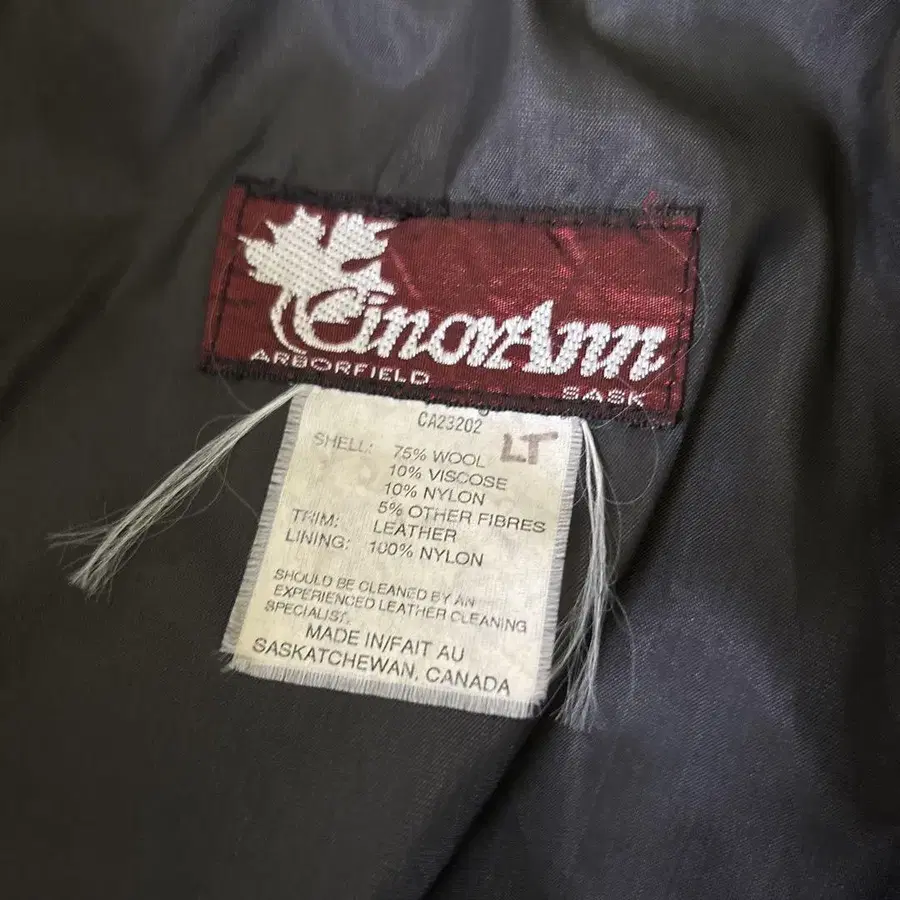 EnorAnn
ARBORFIELD SASK
CA23202
LT
SHELL: 75% WOOL
10% VISCOSE
10% NYLON
5% OTHER FIBRES
TRIM: LEATHER
LINING: 100% NYLON
SHOULD BE CLEANED BY AN
EXPERIENCED LEATHER CLEANING
SPECIALIST.
MADE IN/FAIT AU
SASKATCHEWAN, CANADA